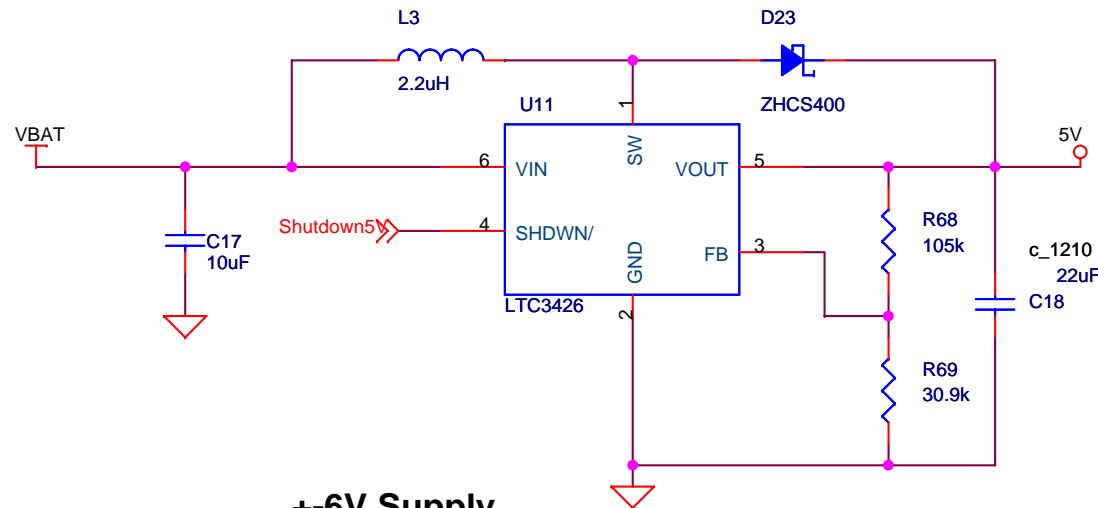 L3
2.2uH
D23
ZHCS400
U11
VBAT
5V
1
SW
6
VIN
VOUT
5
Shutdown5V
4
SHDWN/
GND
FB
3
2
LTC3426
C17
10uF
R68
105k
c_1210
22uF
C18
R69
30.9k
+-6V Supply